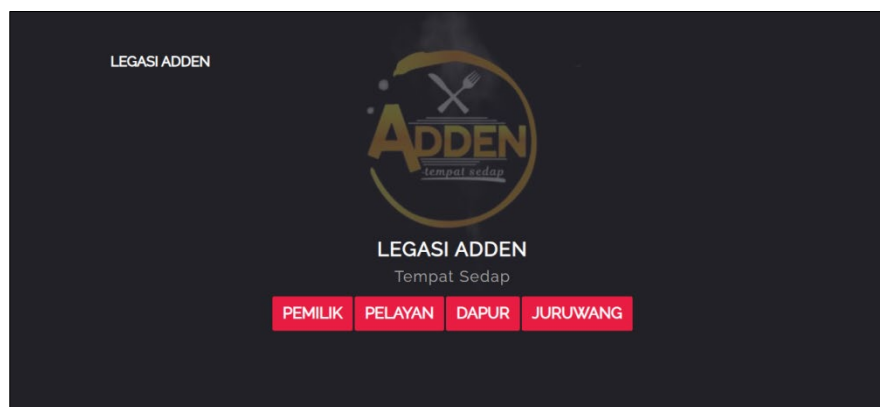 LEGASI ADDEN
ADDEN
tempat sedap
LEGASI ADDEN
Tempat Sedap
PEMILIK PELAYAN DAPUR JURUWANG